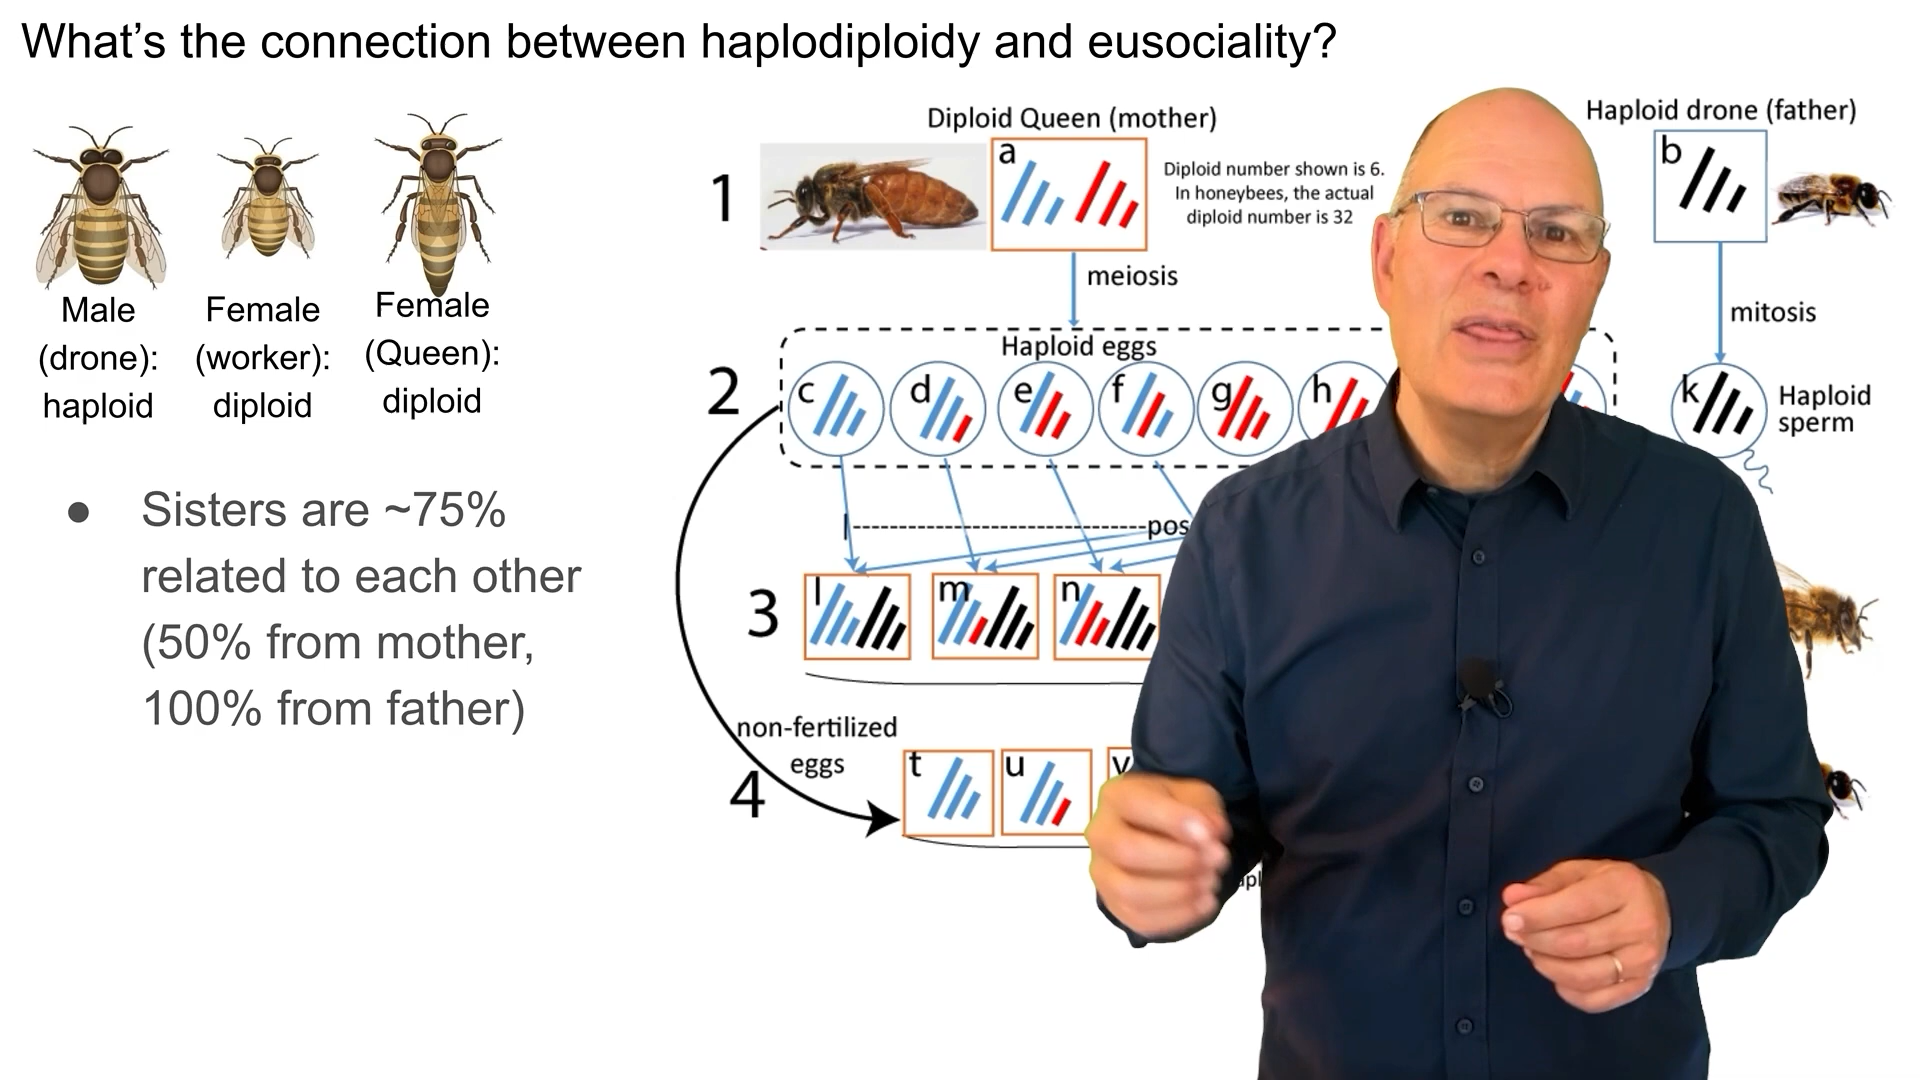 What's the connection between haplodiploidy and eusociality?
Male
(drone):
haploid
Female
(worker):
diploid
Female
(Queen):
diploid
• Sisters are ~75%
related to each other
(50% from mother,
100% from father)
Diploid Queen (mother)
Haploid drone (father)
1
a
Diploid number shown is 6.
In honeybees, the actual
diploid number is 32
b
meiosis
mitosis
Haploid eggs
2
c
d
e
f
g
h
k
Haploid
sperm
pos
3
l
m
n
non-fertilized
eggs
4
t
u
v